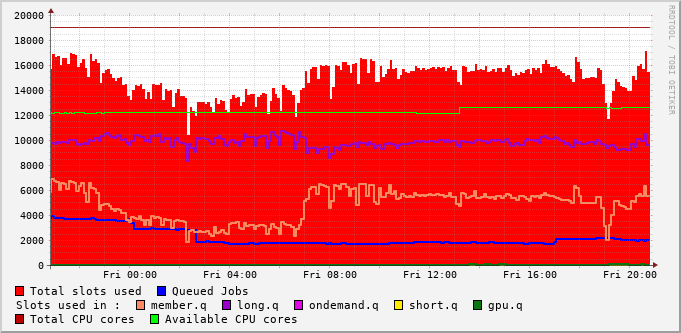 20000
18000
16000
14000
12000
10000
8000
6000
4000
2000
0
Fri 00:00 Fri 04:00 Fri 08:00 Fri 12:00 Fri 16:00 Fri 20:00
RRDTOOL / TOBI OETIKER
Total slots used Queued Jobs
Slots used in : member.q long.q ondemand.q short.q gpu.q
Total CPU cores Available CPU cores